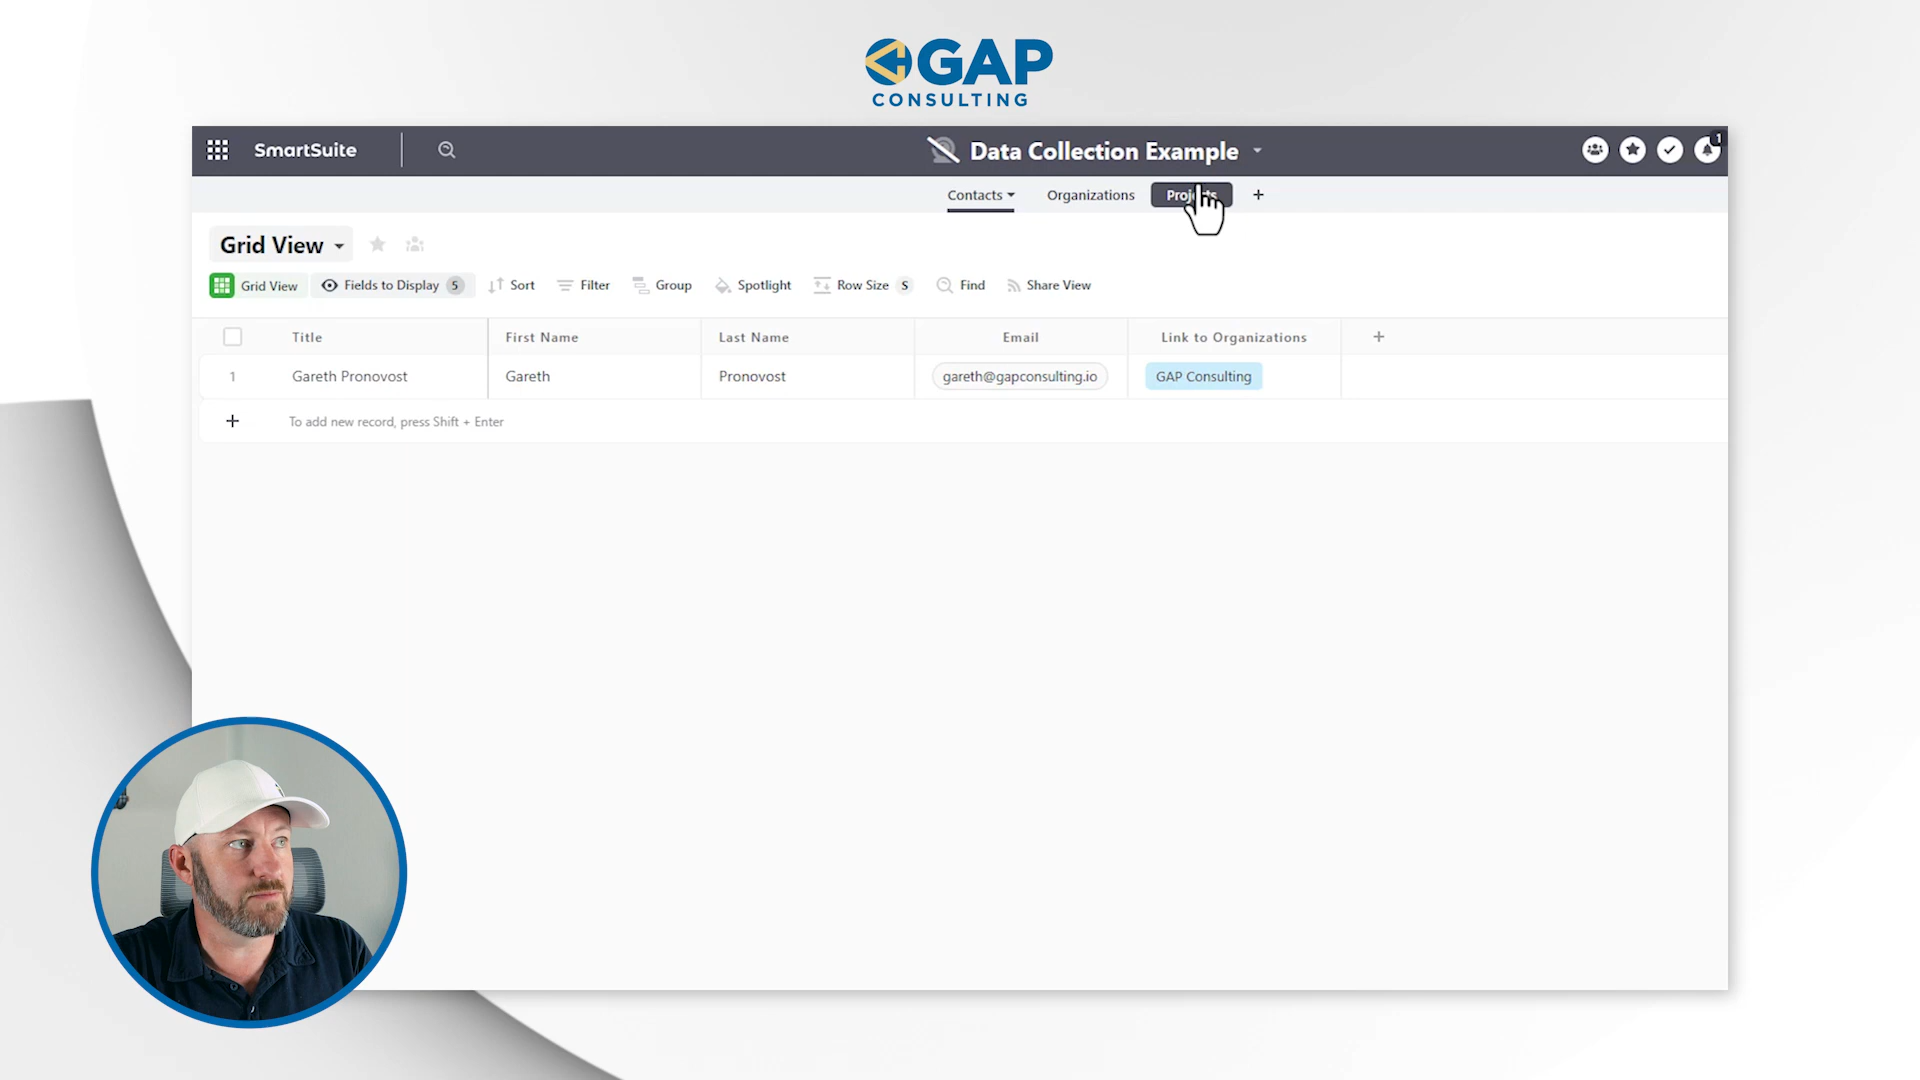 GAP
CONSULTING
SmartSuite
Data Collection Example
1
Contacts
Organizations
Grid View
Grid View
Fields to Display 5
Sort
Filter
Group
Spotlight
Row Size S
Find
Share View
Title
First Name
Last Name
Email
Link to Organizations
+
1
Gareth Pronovost
Gareth
Pronovost
gareth@gapconsulting.io
GAP Consulting
+ To add new record, press Shift + Enter